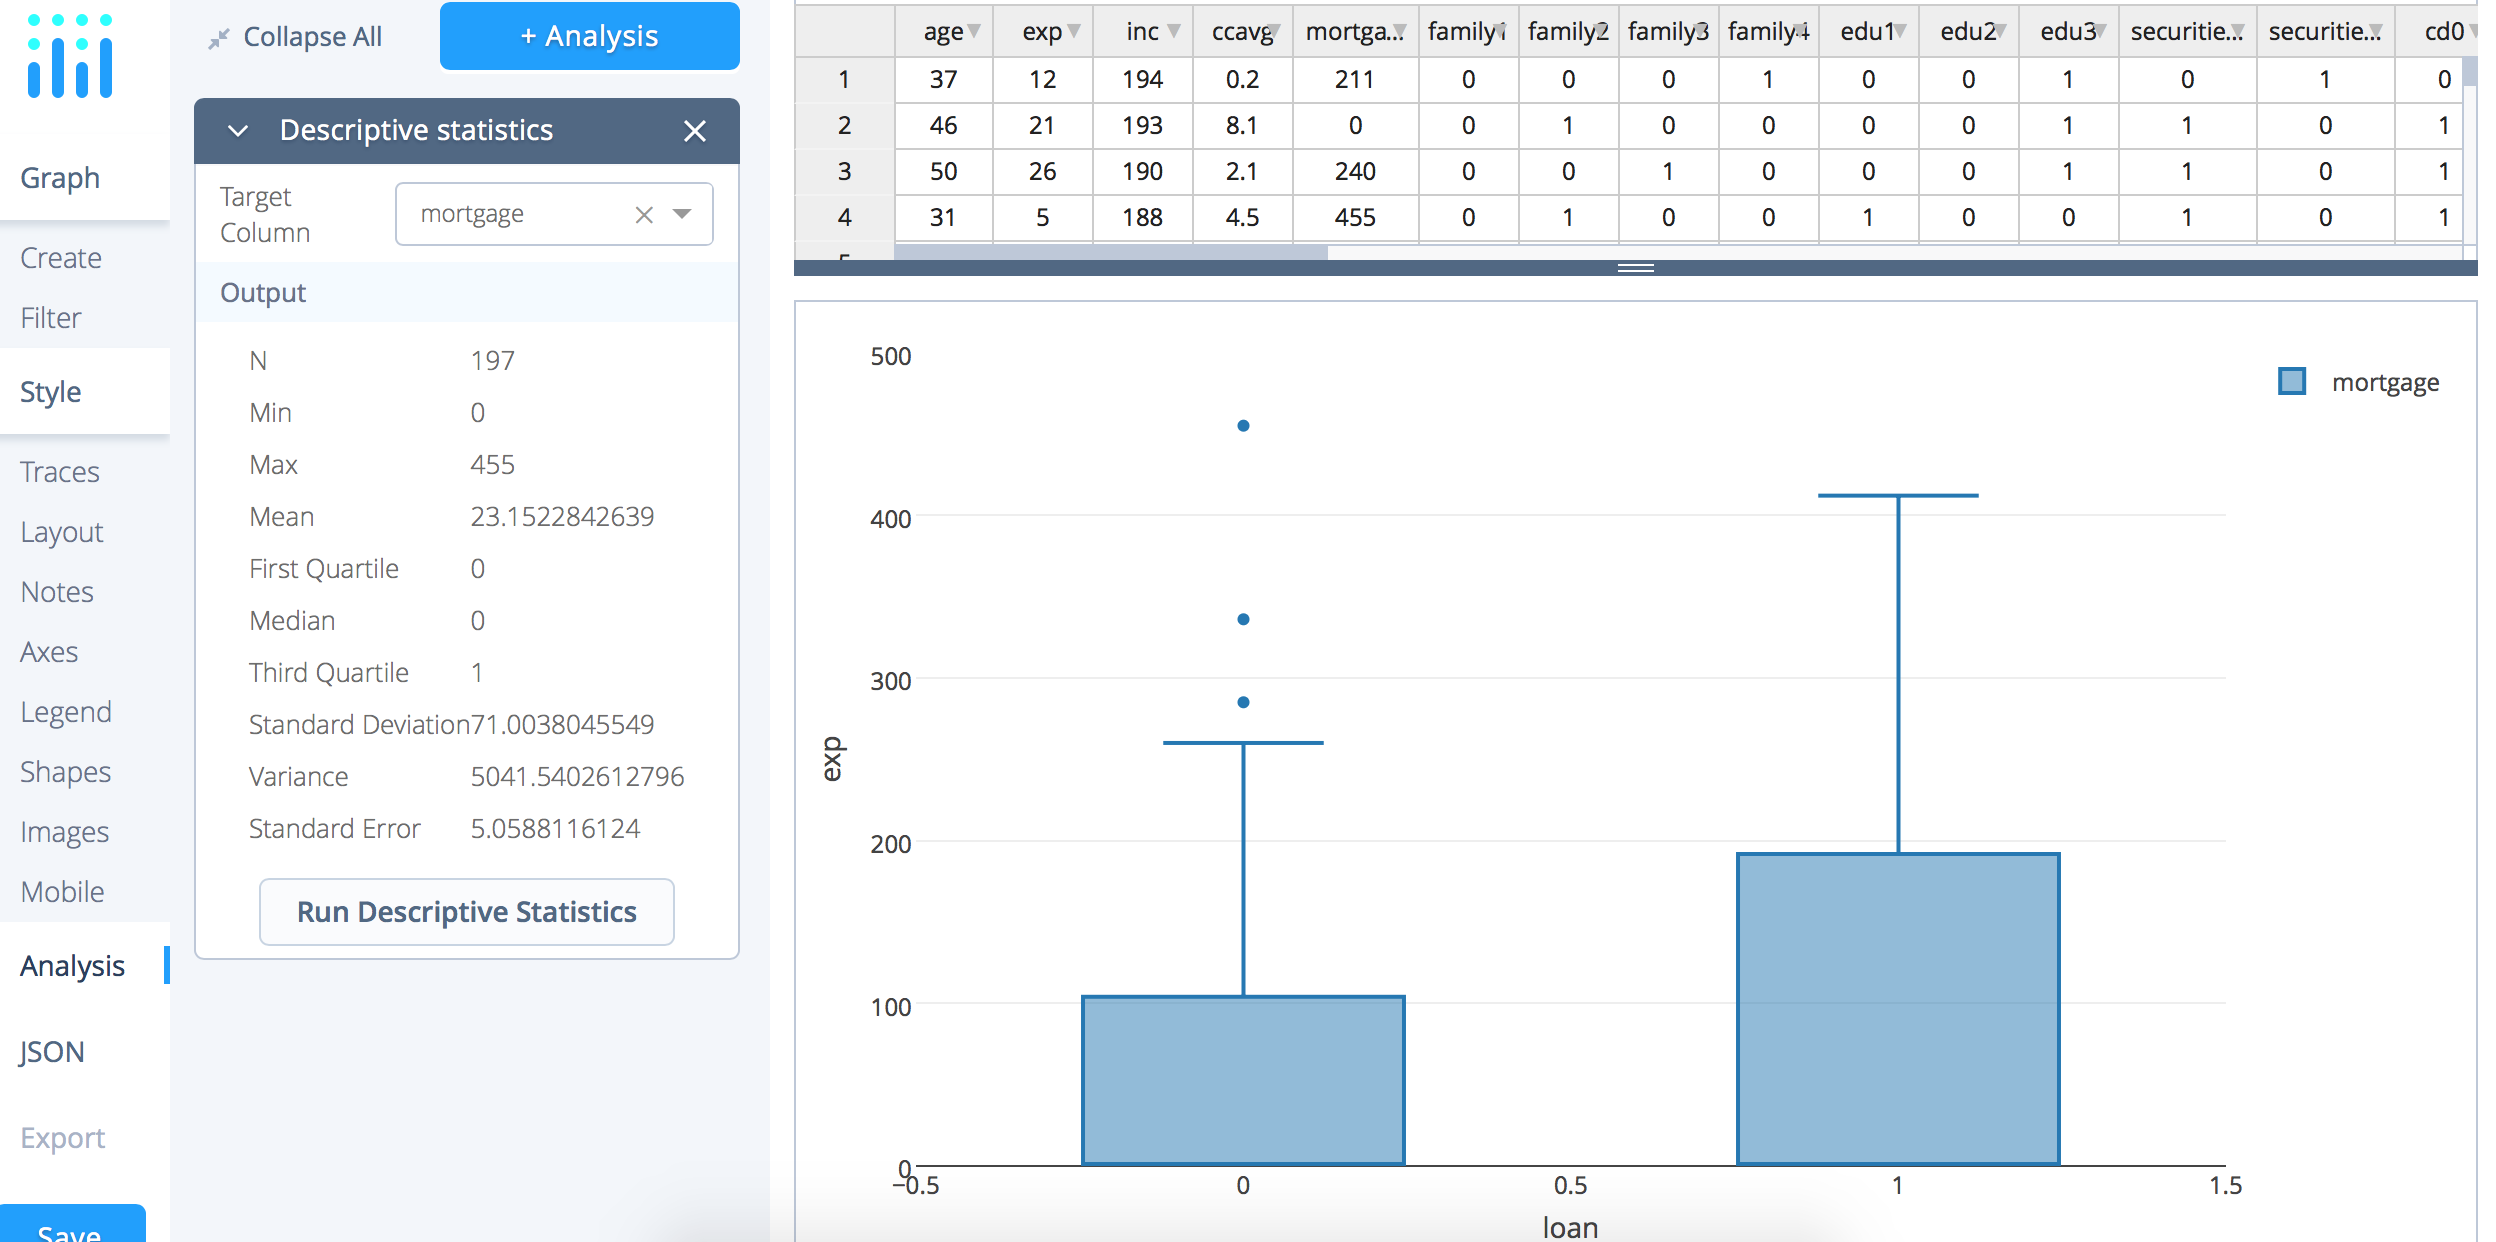 Collapse All
+ Analysis
Graph
Create
Filter
Style
Traces
Layout
Notes
Axes
Legend
Shapes
Images
Mobile
Analysis
JSON
Export
Save
Descriptive statistics
Target Column
mortgage
Output
N 197
Min 0
Max 455
Mean 23.1522842639
First Quartile 0
Median 0
Third Quartile 1
Standard Deviation 71.0038045549
Variance 5041.5402612796
Standard Error 5.0588116124
Run Descriptive Statistics
age exp inc ccavg mortga... family1 family2 family3 family4 edu1 edu2 edu3 securitie... securitie... cd0
1 37 12 194 0.2 211 0 0 0 1 0 0 1 0 1 0
2 46 21 193 8.1 0 0 1 0 0 0 0 1 1 0 1
3 50 26 190 2.1 240 0 0 1 0 0 0 1 1 0 1
4 31 5 188 4.5 455 0 1 0 0 1 0 0 1 0 1
5
mortgage
500
400
300
200
100
0
exp
−0.5 0 0.5 1 1.5
loan